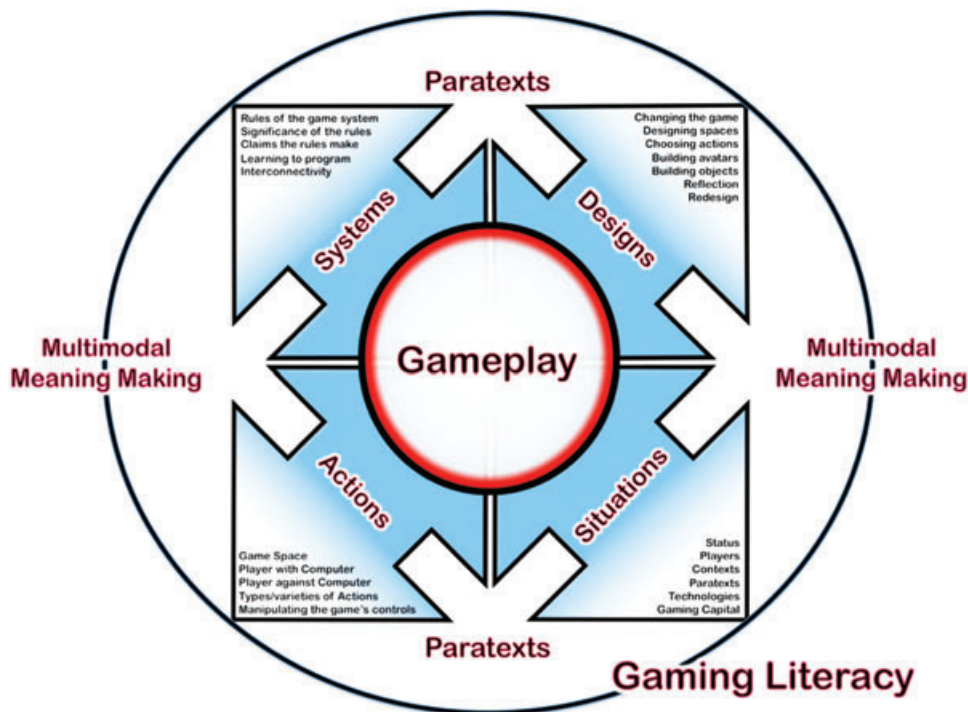 Paratexts
Rules of the game system
Significance of the rules
Claims the rules make
Learning to program
Interconnectivity
Changing the game
Designing spaces
Choosing actions
Building avatars
Building objects
Reflection
Redesign
Systems
Designs
Multimodal
Meaning Making
Gameplay
Multimodal
Meaning Making
Actions
Situations
Game Space
Player with Computer
Player against Computer
Types/varieties of Actions
Manipulating the game's controls
Status
Players
Contexts
Paratexts
Technologies
Gaming Capital
Paratexts
Gaming Literacy